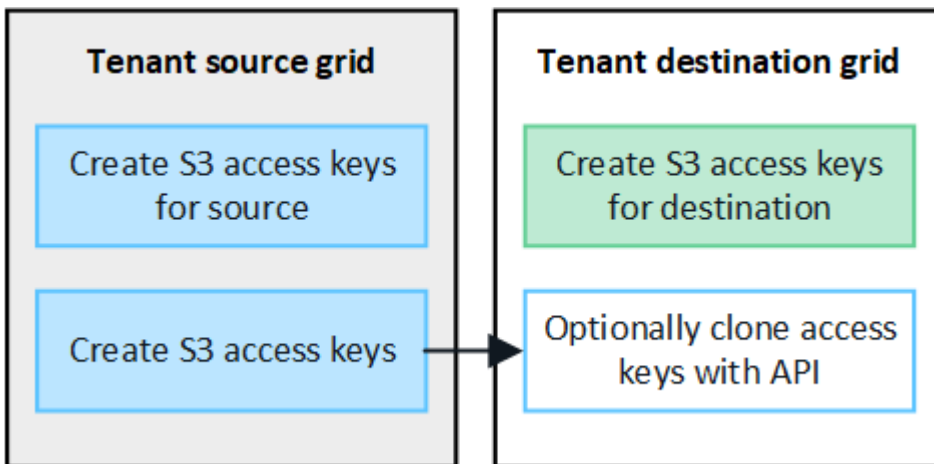 Tenant source grid
Create S3 access keys
for source
Create S3 access keys
Tenant destination grid
Create S3 access keys
for destination
Optionally clone access
keys with API